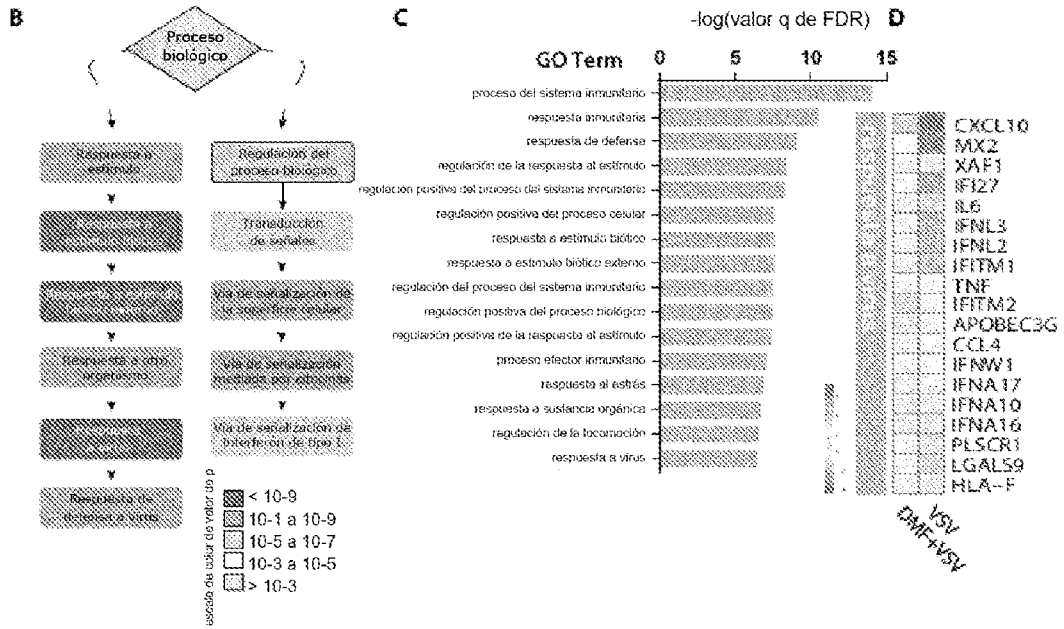 B
Proceso
biológico
Respuesta a
estímulo
Regulación del
proceso biológico
Transducción
de señales
Vía de señalización de
la superficie celular
Respuesta a otro
organismo
Vía de señalización
mediada por citocinas
Vía de señalización de
Interferón de tipo I
Respuesta de
defensa a virus
escala de color de valor de p
< 10-9
10-1 a 10-9
10-5 a 10-7
10-3 a 10-5
> 10-3
C
-log(valor q de FDR)
GO Term
0 5 10 15
proceso del sistema inmunitario
respuesta inmunitaria
respuesta de defensa
regulación de la respuesta al estímulo
regulación positiva del proceso del sistema inmunitario
regulación positiva del proceso celular
respuesta a estímulo biótico
respuesta a estímulo biótico externo
regulación del proceso del sistema inmunitario
regulación positiva del proceso biológico
regulación positiva de la respuesta al estímulo
proceso efector inmunitario
respuesta al estrés
respuesta a sustancia orgánica
regulación de la locomoción
respuesta a virus
D
CXCL10
MX2
XAF1
IFI27
IL6
IFNL3
IFNL2
IFITM1
TNF
IFITM2
APOBEC3G
CCL4
IFNW1
IFNA17
IFNA10
IFNA16
PLSCR1
LGALS9
HLA-F
VSV
DMF+VSV